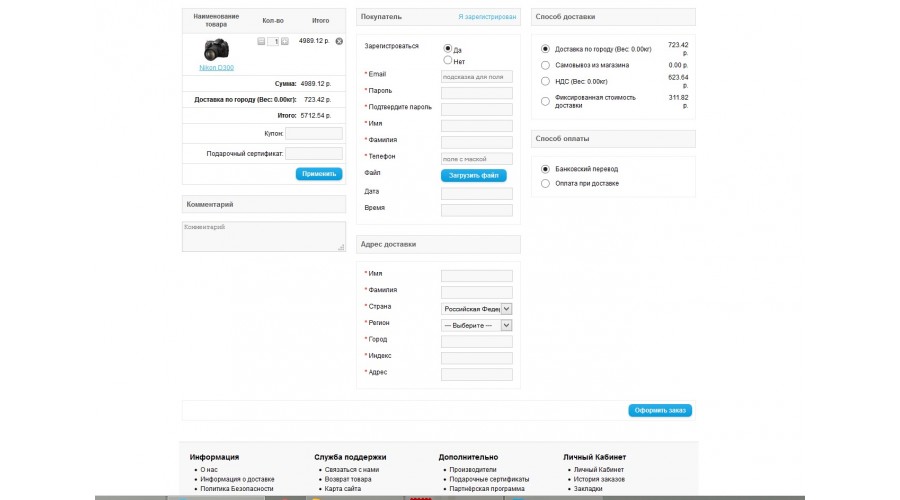 Наименование товара Кол-во Итого
Nikon D300 1 4989.12 р.
Сумма: 4989.12 р.
Доставка по городу (Вес: 0.00кг): 723.42 р.
Итого: 5712.54 р.
Купон:
Подарочный сертификат:
Применить
Комментарий
Комментарий
Покупатель Я зарегистрирован
Зарегистроваться
Да
Нет
* Email подсказка для поля
* Пароль
* Подтвердите пароль
* Имя
* Фамилия
* Телефон поле с маской
Файл Загрузить файл
Дата
Время
Адрес доставки
* Имя
* Фамилия
* Страна Российская Федер
* Регион --- Выберите ---
* Город
* Индекс
* Адрес
Способ доставки
Доставка по городу (Вес: 0.00кг) 723.42 р.
Самовывоз из магазина 0.00 р.
НДС (Вес: 0.00кг) 623.64 р.
Фиксированная стоимость доставки 311.82 р.
Способ оплаты
Банковский перевод
Оплата при доставке
Оформить заказ
Информация
О нас
Информация о доставке
Политика Безопасности
Служба поддержки
Связаться с нами
Возврат товара
Карта сайта
Дополнительно
Производители
Подарочные сертификаты
Партнёрская программа
Личный Кабинет
Личный Кабинет
История заказов
Закладки